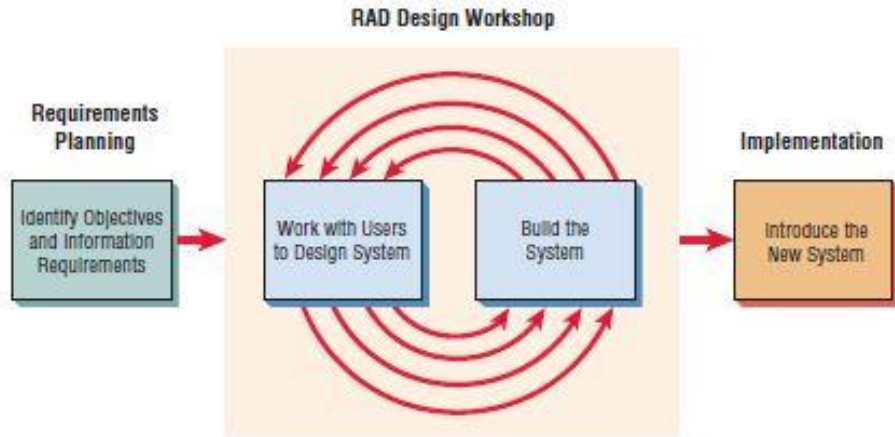 RAD Design Workshop
Requirements
Planning
Identify Objectives
and Information
Requirements
Work with Users
to Design System
Build the
System
Implementation
Introduce the
New System